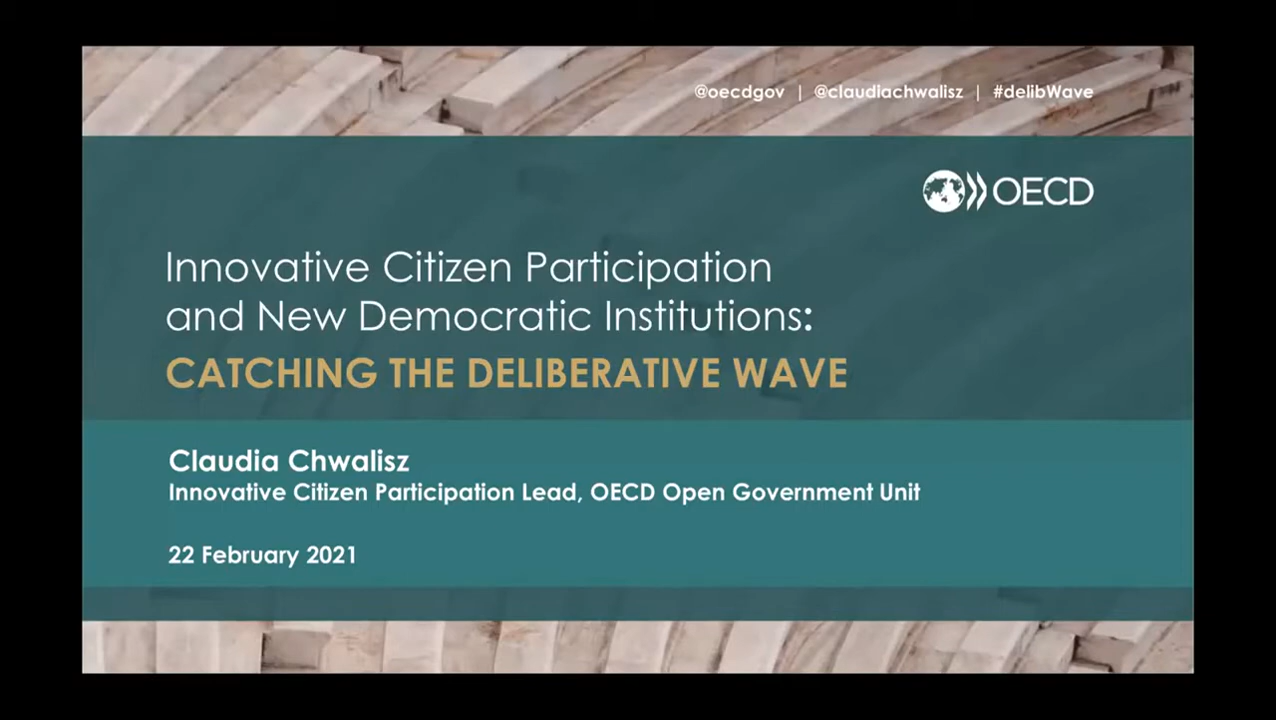 @oecdgov | @claudiachwalisz | #delibWave
OECD
Innovative Citizen Participation
and New Democratic Institutions:
CATCHING THE DELIBERATIVE WAVE
Claudia Chwalisz
Innovative Citizen Participation Lead, OECD Open Government Unit
22 February 2021